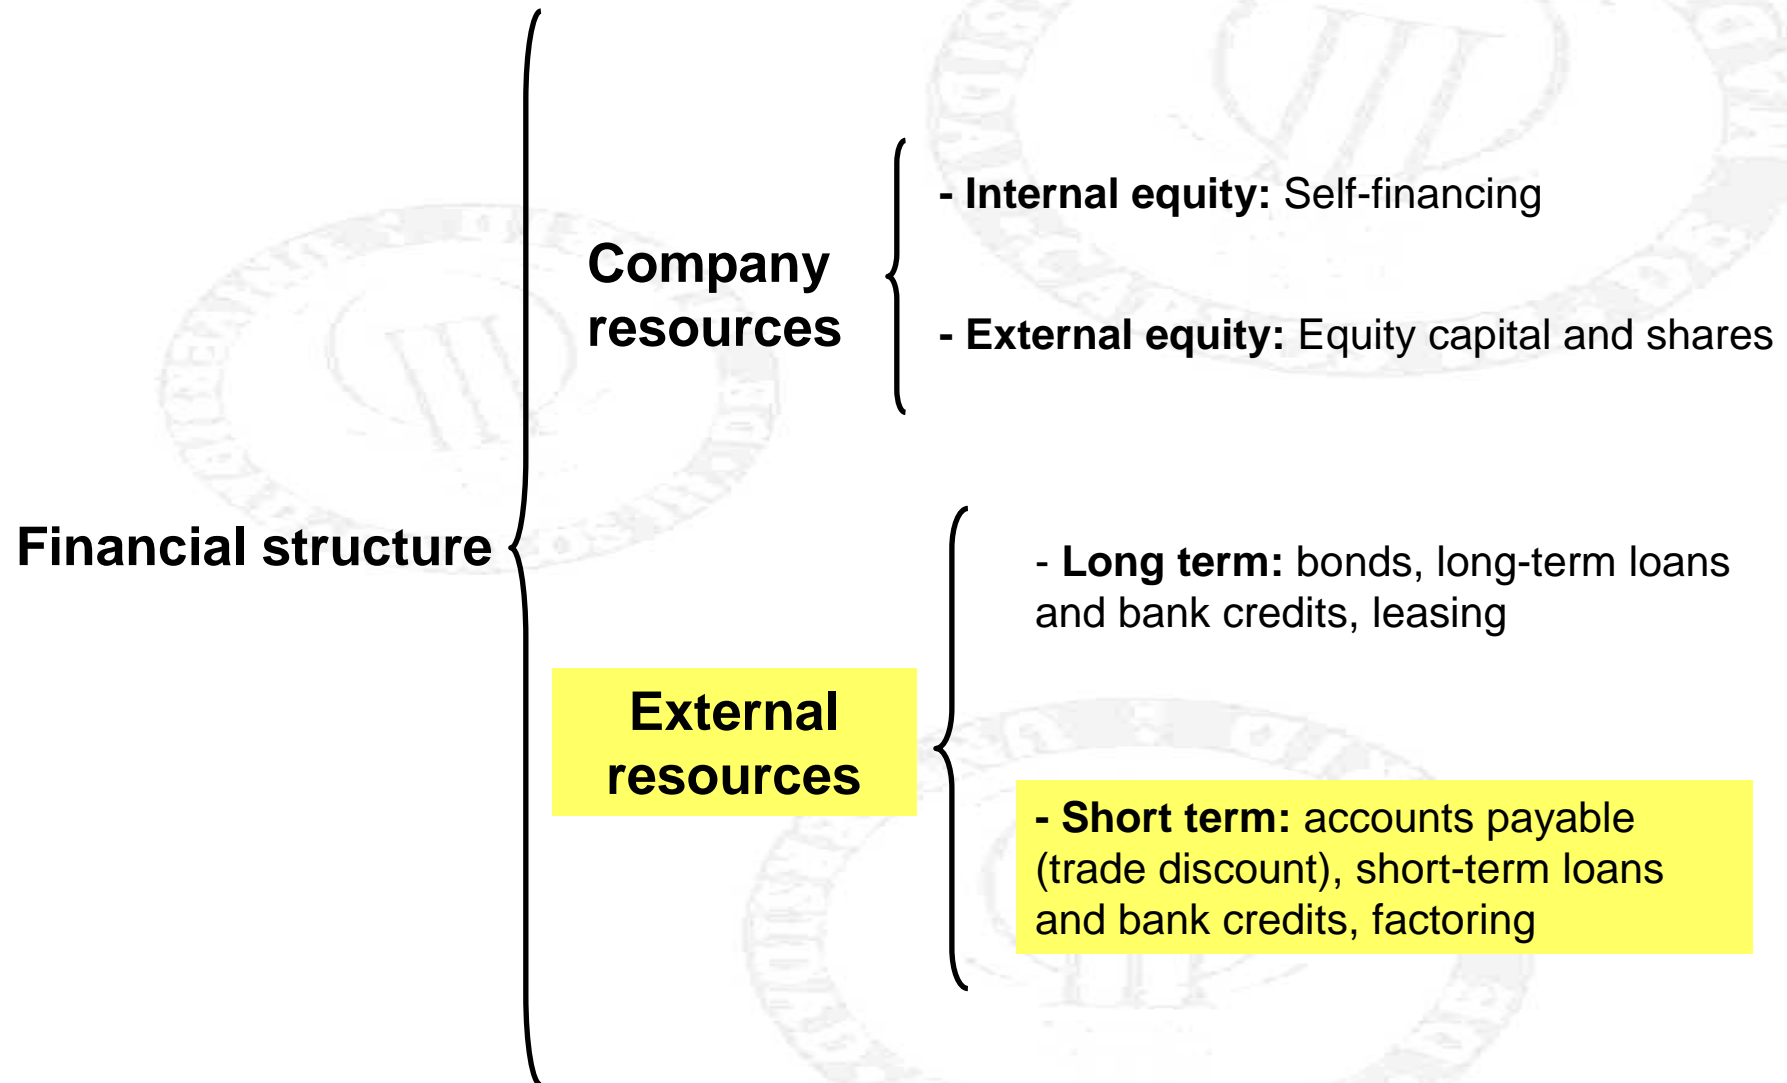 Financial structure
Company
resources
- Internal equity: Self-financing
- External equity: Equity capital and shares
External
resources
- Long term: bonds, long-term loans
and bank credits, leasing
- Short term: accounts payable
(trade discount), short-term loans
and bank credits, factoring